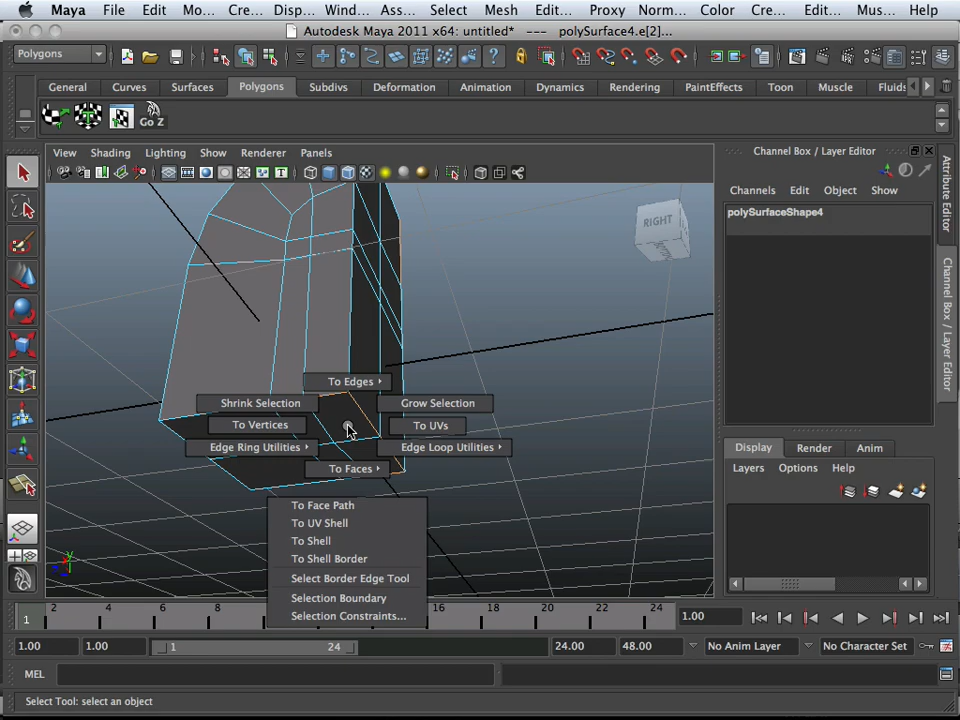 Maya File Edit Mo... Cre... Disp... Wind... Ass... Select Mesh Edit... Proxy Norm... Color Cre... Edit... Mus... Help
Autodesk Maya 2011 x64: untitled* --- polySurface4.e[2]...
Polygons
General Curves Surfaces Polygons Subdivs Deformation Animation Dynamics Rendering PaintEffects Toon Muscle Fluids
Go Z
View Shading Lighting Show Renderer Panels
Channel Box / Layer Editor
Channels Edit Object Show
polySurfaceShape4
Attribute Editor
Channel Box / Layer Editor
RIGHT
To Edges
Shrink Selection Grow Selection
To Vertices To UVs
Edge Ring Utilities Edge Loop Utilities
To Faces
To Face Path
To UV Shell
To Shell
To Shell Border
Select Border Edge Tool
Selection Boundary
Selection Constraints...
Display Render Anim
Layers Options Help
y
1 2 4 6 8 16 18 20 22 24 1.00
1.00 1.00 1 24 24.00 48.00 No Anim Layer No Character Set
MEL
Select Tool: select an object